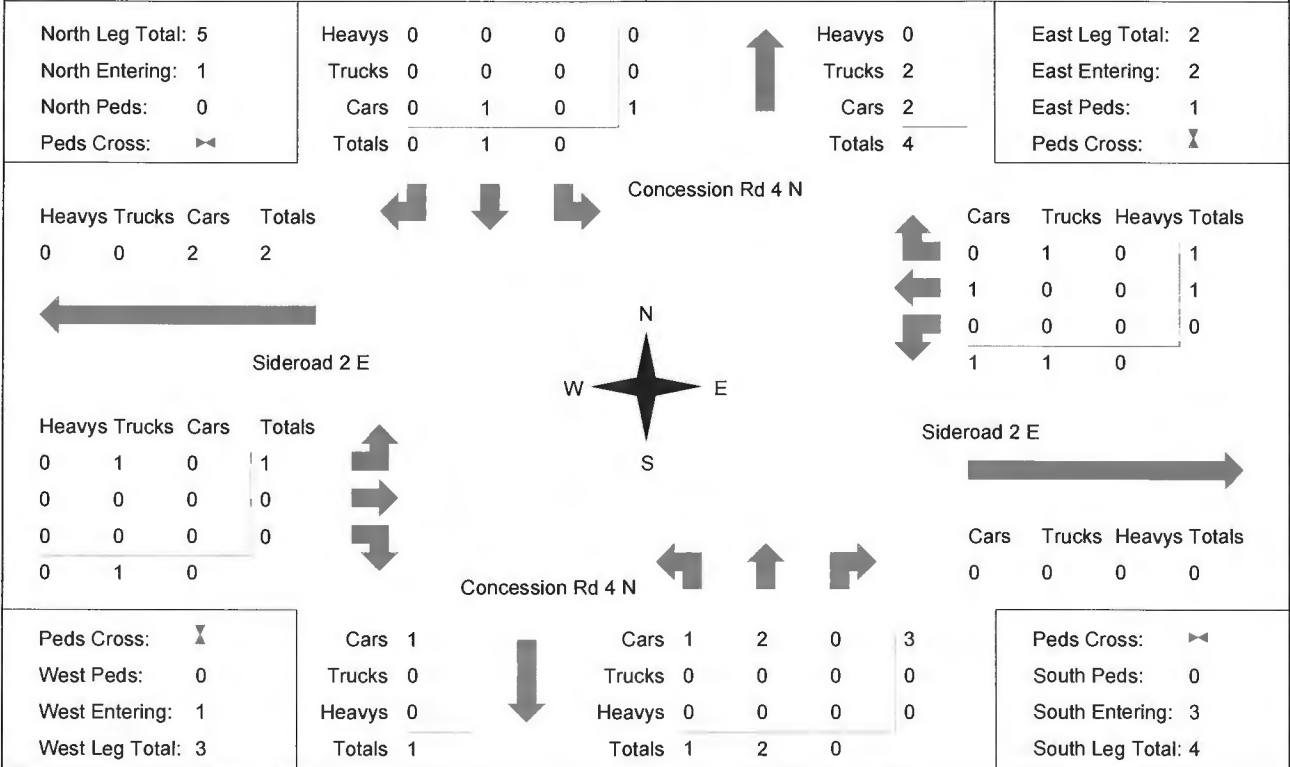 North Leg Total: 5
North Entering: 1
North Peds: 0
Peds Cross:
Heavys 0 0 0 0
Trucks 0 0 0 0
Cars 0 1 0 1
Totals 0 1 0
Heavys 0
Trucks 2
Cars 2
Totals 4
East Leg Total: 2
East Entering: 2
East Peds: 1
Peds Cross:
Concession Rd 4 N
Heavys Trucks Cars Totals
0 0 2 2
Sideroad 2 E
Cars Trucks Heavys Totals
0 1 0 1
1 0 0 1
0 0 0 0
1 1 0
N
W E
S
Heavys Trucks Cars Totals
0 1 0 1
0 0 0 0
0 0 0 0
0 1 0
Sideroad 2 E
Cars Trucks Heavys Totals
0 0 0 0
Concession Rd 4 N
Peds Cross:
West Peds: 0
West Entering: 1
West Leg Total: 3
Cars 1
Trucks 0
Heavys 0
Totals 1
Cars 1 2 0 3
Trucks 0 0 0 0
Heavys 0 0 0 0
Totals 1 2 0
Peds Cross:
South Peds: 0
South Entering: 3
South Leg Total: 4